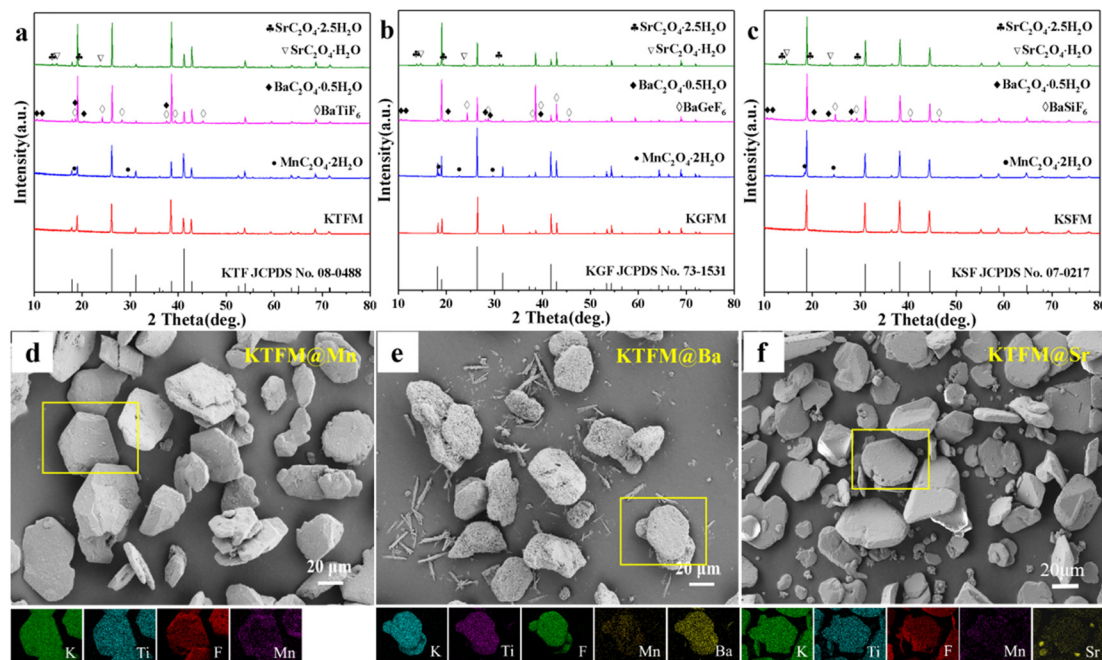 a
♣SrC₂O₄·2.5H₂O
▽SrC₂O₄·H₂O
◆BaC₂O₄·0.5H₂O
◊BaTiF₆
•MnC₂O₄·2H₂O
KTFM
KTF JCPDS No. 08-0488
10 20 30 40 50 60 70 80
2 Theta(deg.)
Intensity(a.u.)
b
♣SrC₂O₄·2.5H₂O
▽SrC₂O₄·H₂O
◆BaC₂O₄·0.5H₂O
◊BaGeF₆
•MnC₂O₄·2H₂O
KGFM
KGF JCPDS No. 73-1531
10 20 30 40 50 60 70 80
2 Theta(deg.)
Intensity(a.u.)
c
♣SrC₂O₄·2.5H₂O
▽SrC₂O₄·H₂O
◆BaC₂O₄·0.5H₂O
◊BaSiF₆
•MnC₂O₄·2H₂O
KSFM
KSF JCPDS No. 07-0217
10 20 30 40 50 60 70 80
2 Theta(deg.)
Intensity(a.u.)
d
KTFM@Mn
20 μm
K Ti F Mn
e
KTFM@Ba
20 μm
K Ti F Mn Ba
f
KTFM@Sr
20μm
K Ti F Mn Sr